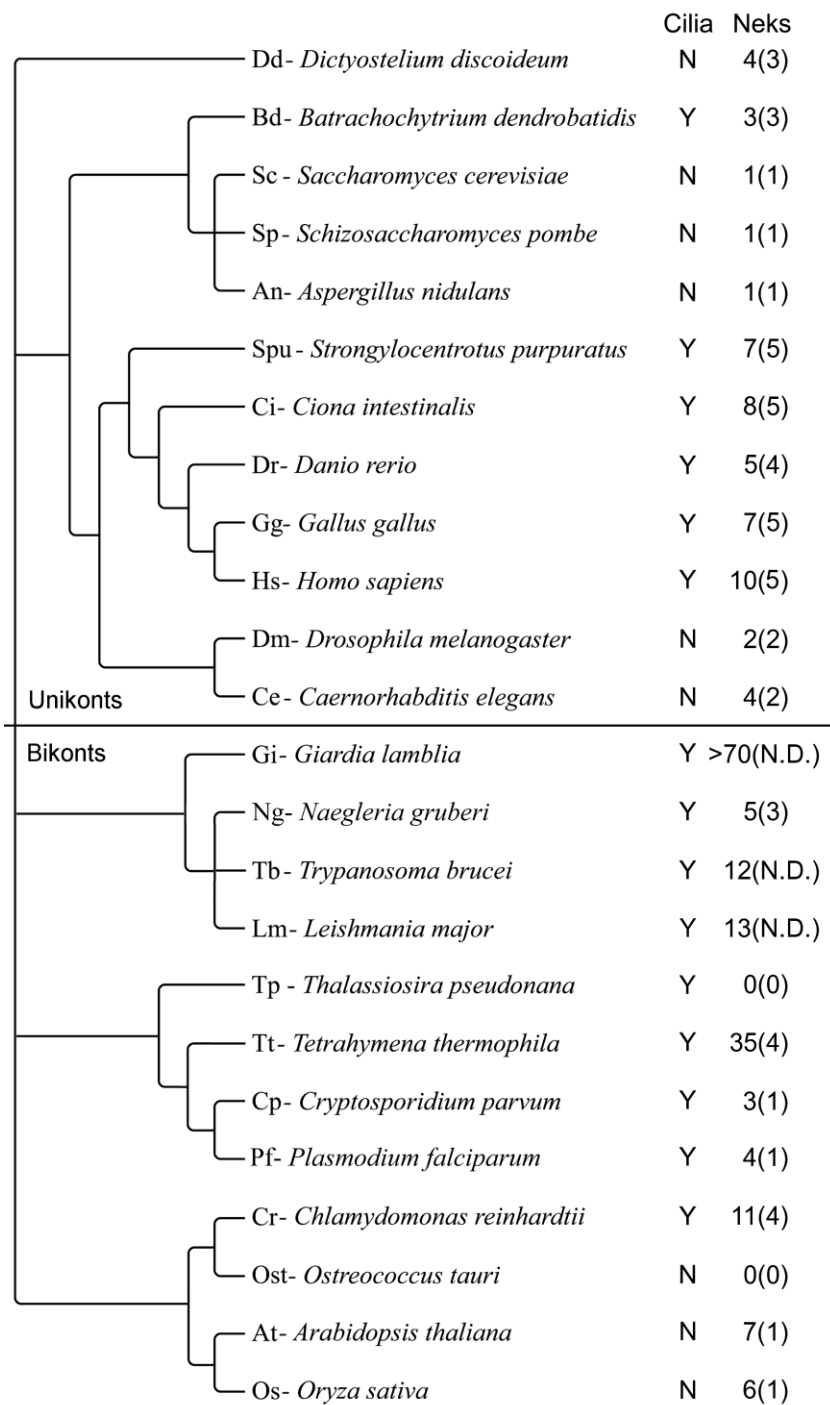 Cilia Neks
Dd- Dictyostelium discoideum N 4(3)
Bd- Batrachochytrium dendrobatidis Y 3(3)
Sc - Saccharomyces cerevisiae N 1(1)
Sp- Schizosaccharomyces pombe N 1(1)
An- Aspergillus nidulans N 1(1)
Spu - Strongylocentrotus purpuratus Y 7(5)
Ci- Ciona intestinalis Y 8(5)
Dr- Danio rerio Y 5(4)
Gg- Gallus gallus Y 7(5)
Hs- Homo sapiens Y 10(5)
Dm- Drosophila melanogaster N 2(2)
Unikonts Ce- Caernorhabditis elegans N 4(2)
Bikonts Gi- Giardia lamblia Y >70(N.D.)
Ng- Naegleria gruberi Y 5(3)
Tb- Trypanosoma brucei Y 12(N.D.)
Lm- Leishmania major Y 13(N.D.)
Tp - Thalassiosira pseudonana Y 0(0)
Tt- Tetrahymena thermophila Y 35(4)
Cp- Cryptosporidium parvum Y 3(1)
Pf- Plasmodium falciparum Y 4(1)
Cr- Chlamydomonas reinhardtii Y 11(4)
Ost- Ostreococcus tauri N 0(0)
At- Arabidopsis thaliana N 7(1)
Os- Oryza sativa N 6(1)